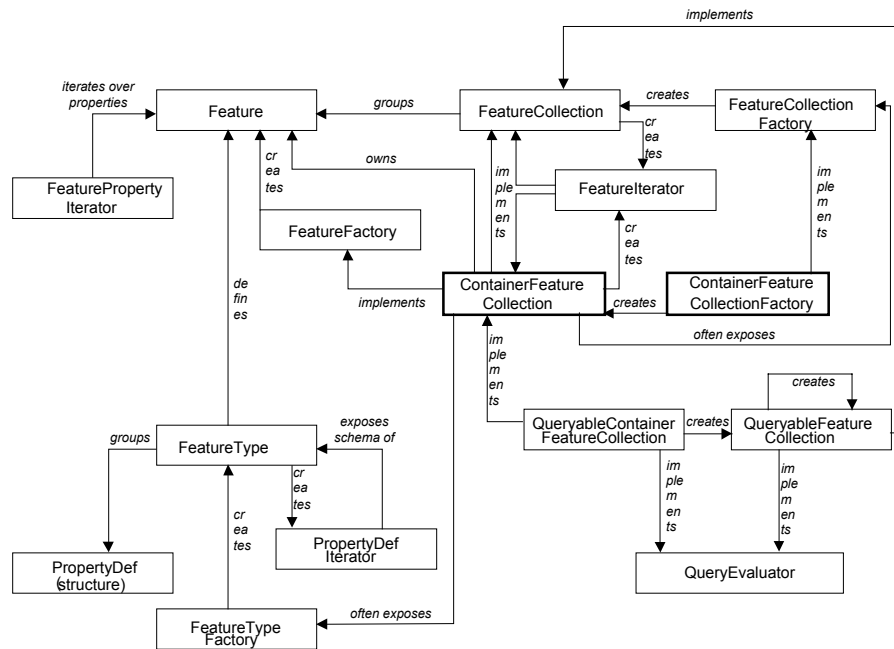 implements
iterates over
properties
Feature
groups
FeatureCollection
creates
FeatureCollection
Factory
cr
ea
tes
cr
ea
tes
owns
im
ple
m
en
ts
im
ple
m
en
ts
FeatureProperty
Iterator
FeatureIterator
FeatureFactory
cr
ea
tes
de
fin
es
implements
ContainerFeature
Collection
creates
ContainerFeature
CollectionFactory
often exposes
im
ple
m
en
ts
creates
groups
FeatureType
exposes
schema of
QueryableContainer
FeatureCollection
creates
QueryableFeature
Collection
cr
ea
tes
im
ple
m
en
ts
im
ple
m
en
ts
cr
ea
tes
PropertyDef
(structure)
PropertyDef
Iterator
QueryEvaluator
FeatureType
Factory
often exposes